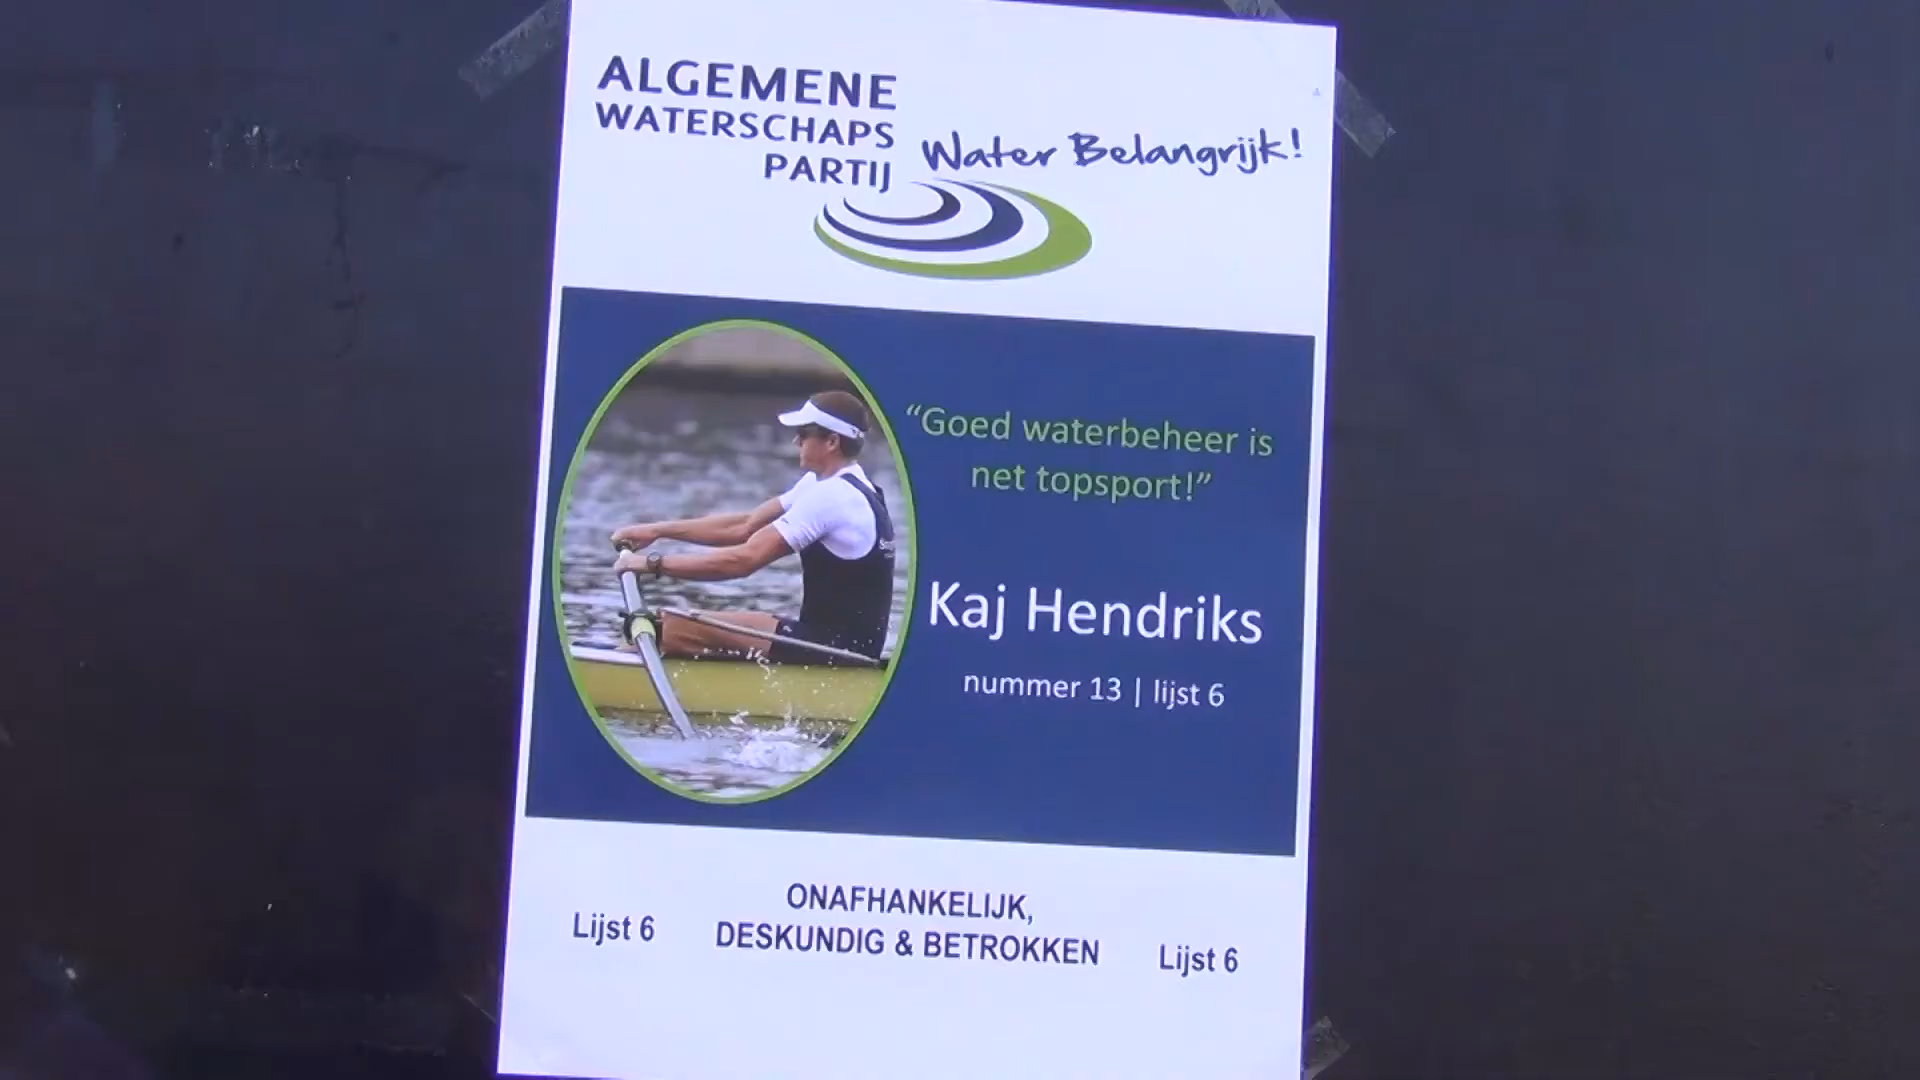 ALGEMENE
WATERSCHAPS
PARTIJ
Water Belangrijk!
“Goed waterbeheer is
net topsport!”
Kaj Hendriks
nummer 13 | lijst 6
Lijst 6
ONAFHANKELIJK,
DESKUNDIG & BETROKKEN
Lijst 6